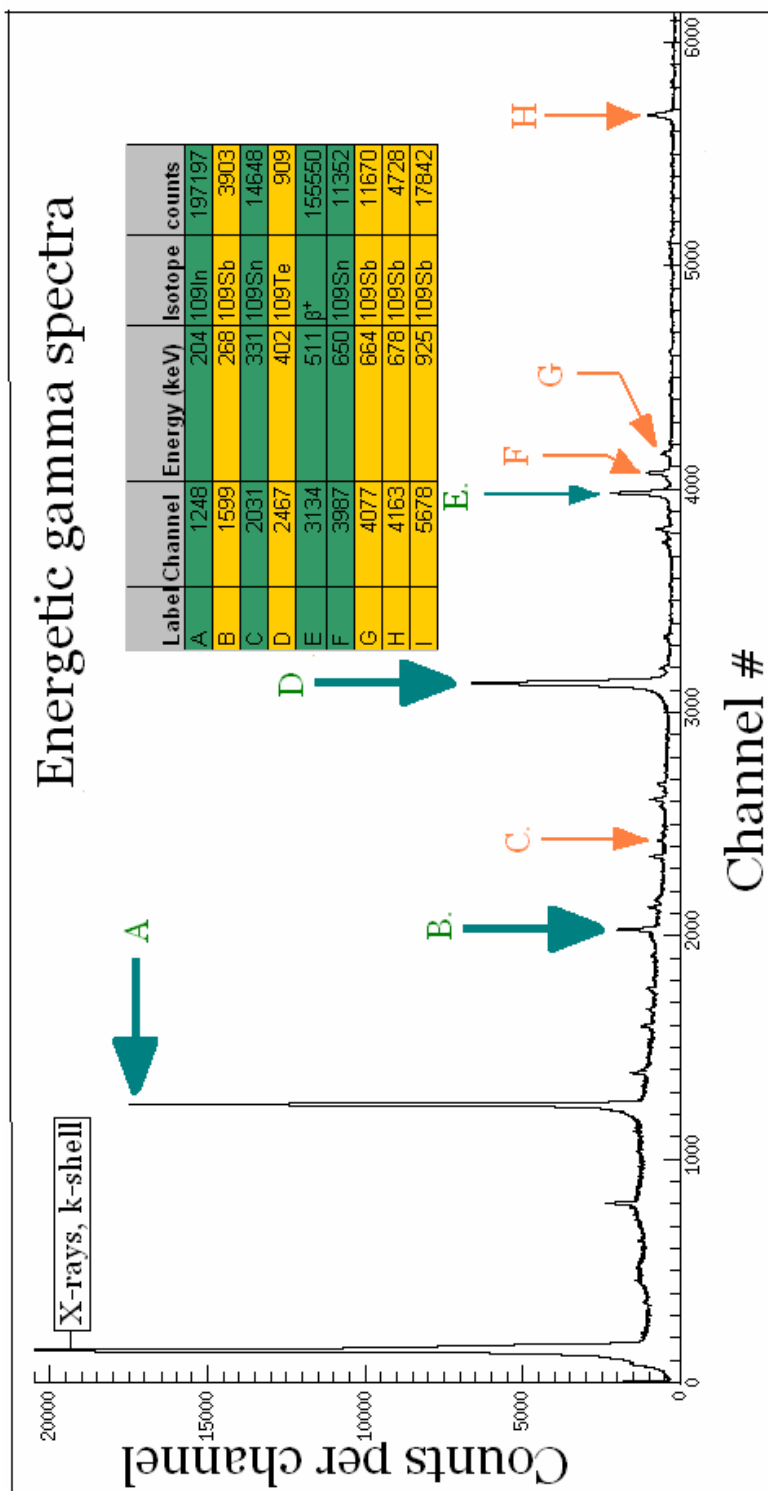 Energetic gamma spectra
X-rays, k-shell
A
B.
C.
D
E.
F
G
H
Label Channel Energy (keV) Isotope counts
A 1248 204 109In 197197
B 1599 268 109Sb 3903
C 2031 331 109Sn 14648
D 2467 402 109Te 909
E 3134 511 β+ 155550
F 3987 650 109Sn 11352
G 4077 664 109Sb 11670
H 4163 678 109Sb 4728
I 5678 925 109Sb 17842
Counts per channel
20000
15000
10000
5000
0
0 1000 2000 3000 4000 5000 6000
Channel #